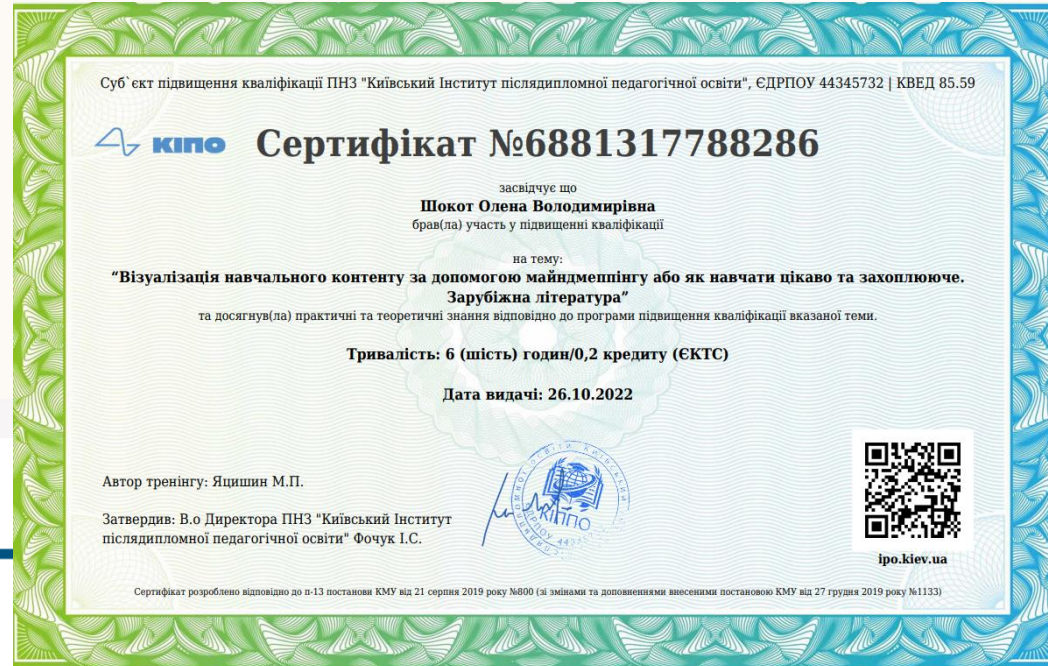 Суб`єкт підвищення кваліфікації ПНЗ "Київський Інститут післядипломної педагогічної освіти", ЄДРПОУ 44345732 | КВЕД 85.59
КІПО
Сертифікат №6881317788286
засвідчує що
Шокот Олена Володимирівна
брав(ла) участь у підвищенні кваліфікації
на тему:
“Візуалізація навчального контенту за допомогою майндмеппінгу або як навчати цікаво та захоплююче.
Зарубіжна література”
та досягнув(ла) практичні та теоретичні знання відповідно до програми підвищення кваліфікації вказаної теми.
Тривалість: 6 (шість) годин/0,2 кредиту (ЄКТС)
Дата видачі: 26.10.2022
Автор тренінгу: Яцишин М.П.
Затвердив: В.о Директора ПНЗ "Київський Інститут
післядипломної педагогічної освіти" Фочук І.С.
КІППО
ipo.kiev.ua
Сертифікат розроблено відповідно до п-13 постанови КМУ від 21 серпня 2019 року №800 (зі змінами та доповненнями внесеними постановою КМУ від 27 грудня 2019 року №1133)